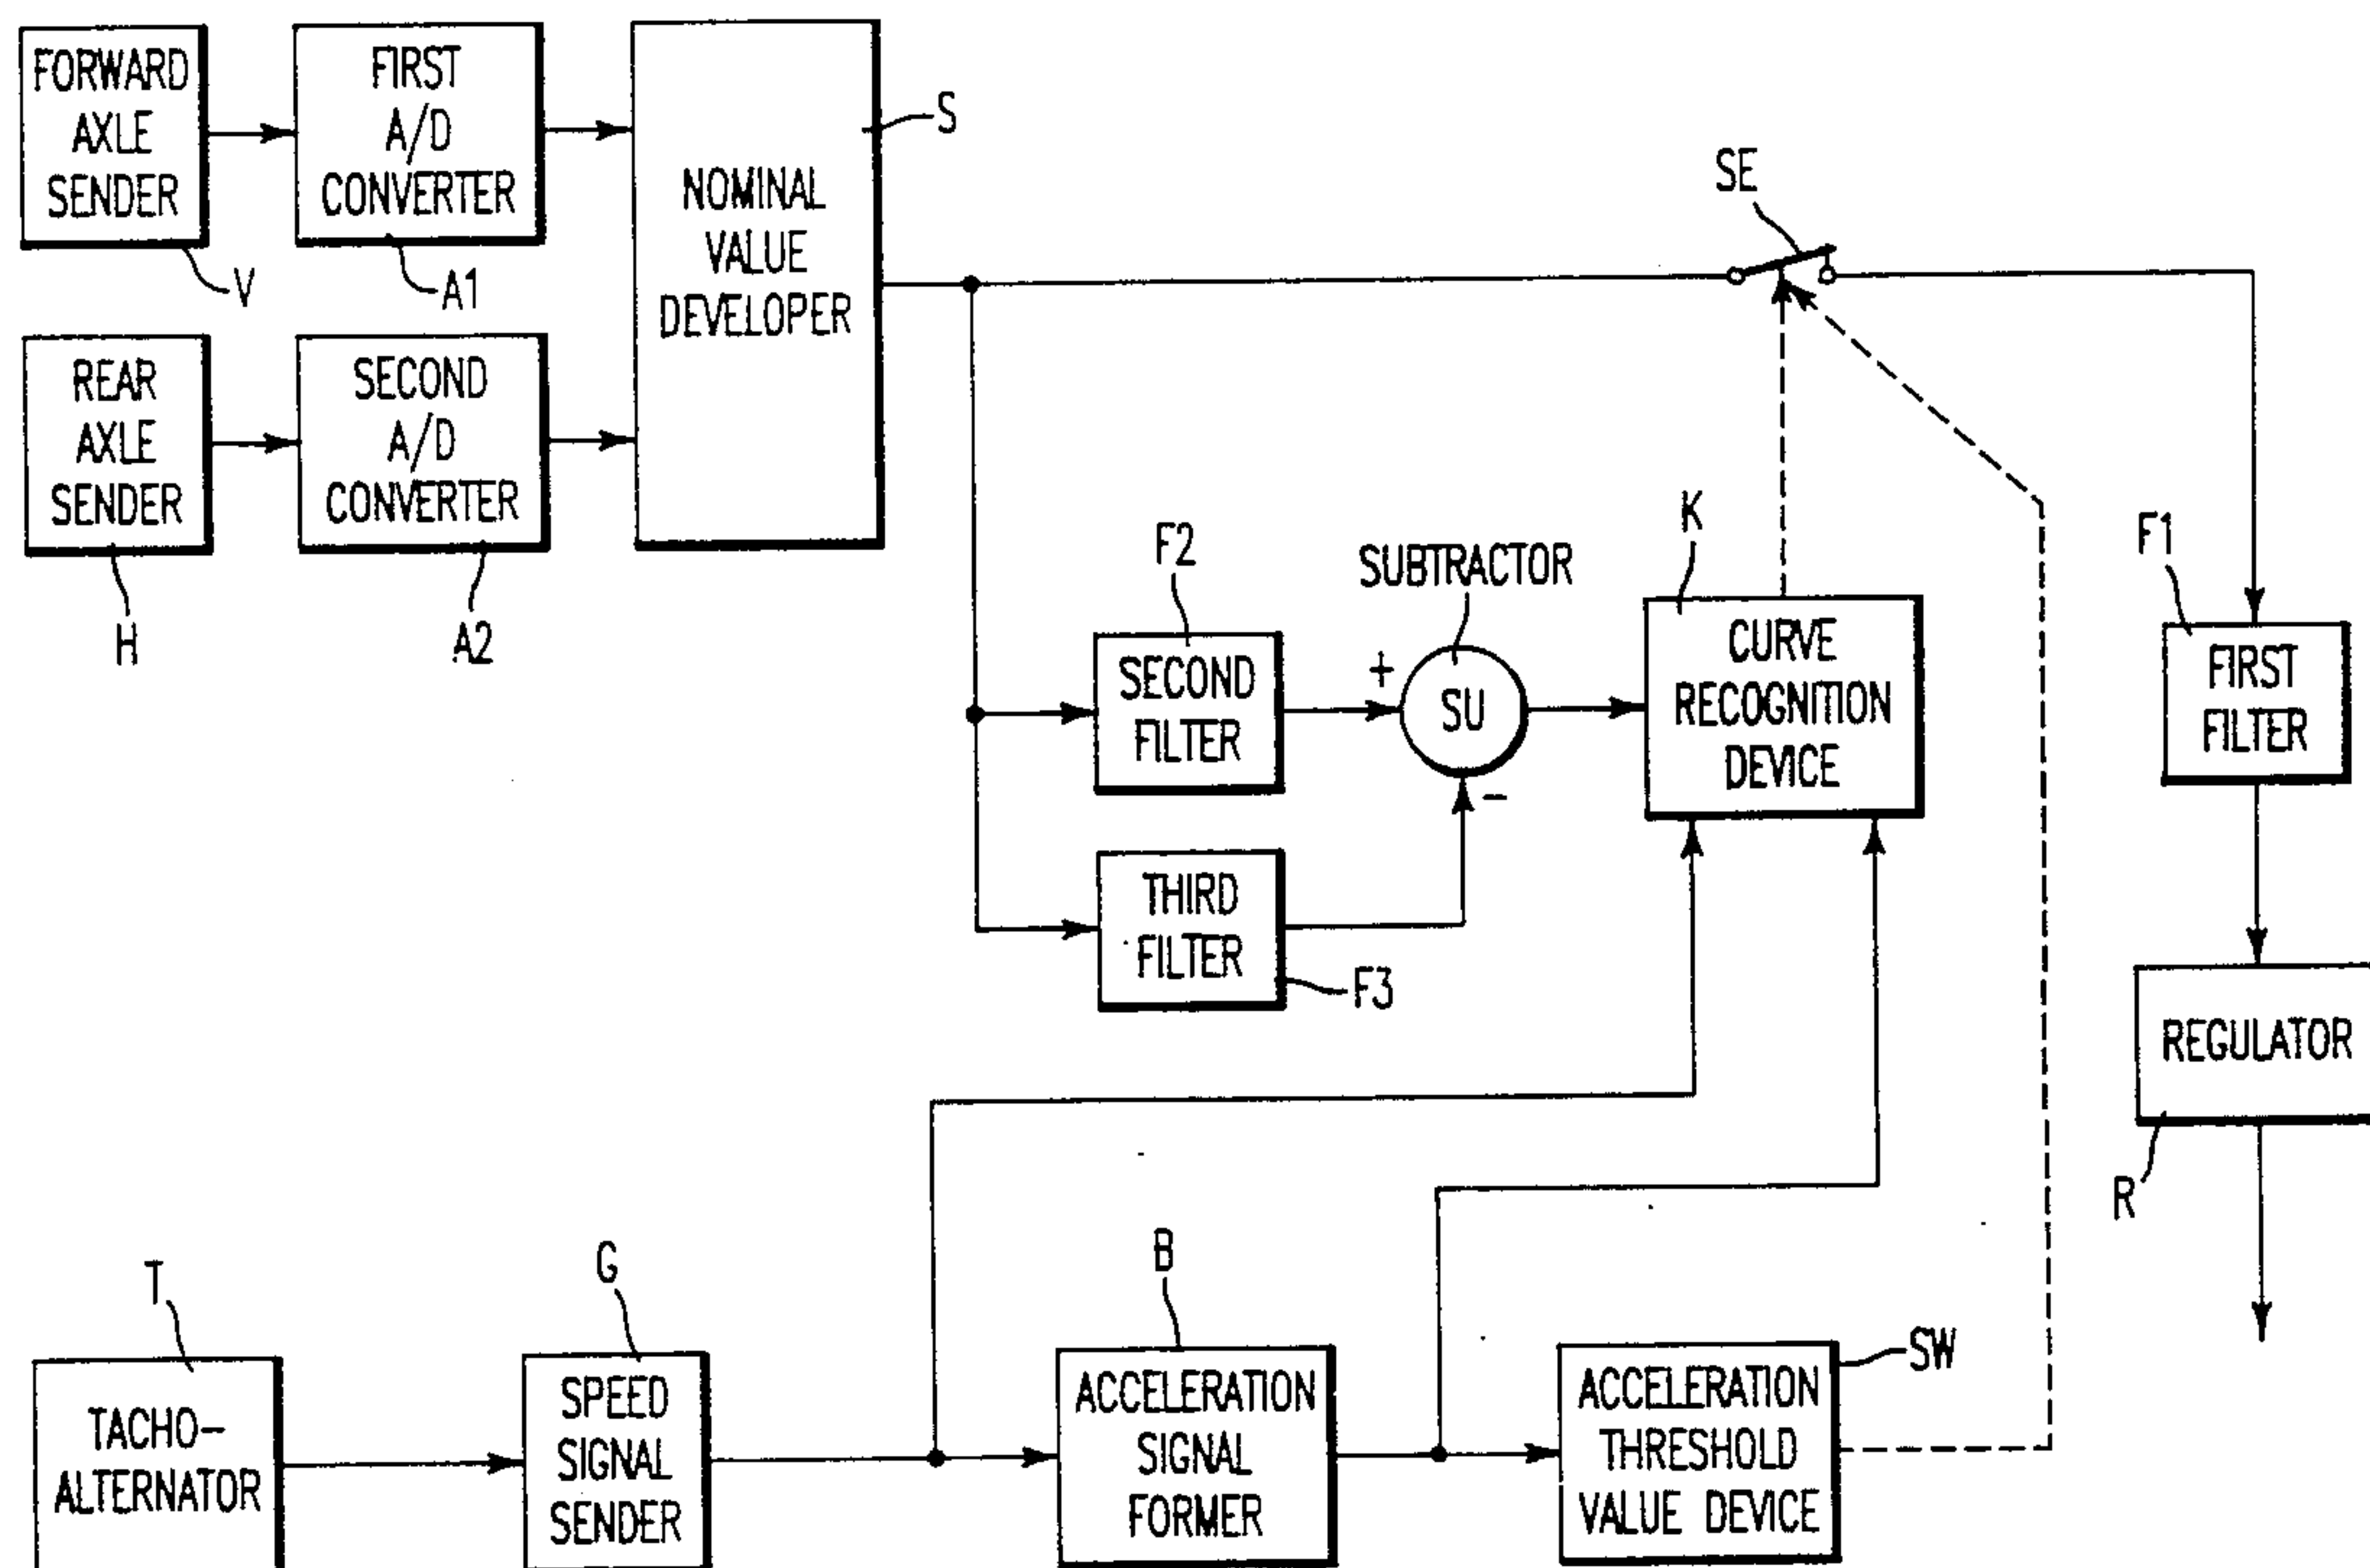 FORWARD
AXLE
SENDER
V
FIRST
A/D
CONVERTER
A1
NOMINAL
VALUE
DEVELOPER
S
SE
REAR
AXLE
SENDER
H
SECOND
A/D
CONVERTER
A2
F2
SECOND
FILTER
SUBTRACTOR
+
SU
-
K
CURVE
RECOGNITION
DEVICE
F1
FIRST
FILTER
THIRD
FILTER
F3
REGULATOR
R
T
TACHO-
ALTERNATOR
G
SPEED
SIGNAL
SENDER
B
ACCELERATION
SIGNAL
FORMER
SW
ACCELERATION
THRESHOLD
VALUE DEVICE